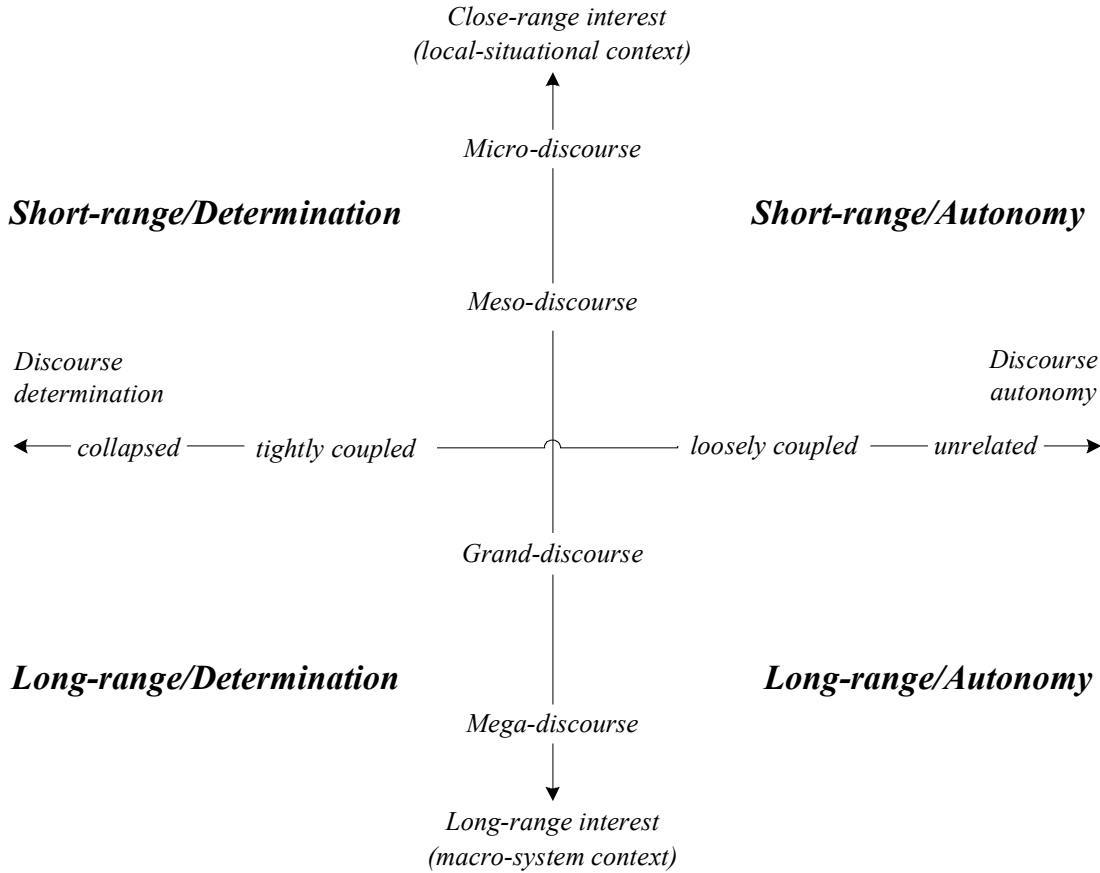 Close-range interest
(local-situational context)
Micro-discourse
Short-range/Determination
Short-range/Autonomy
Meso-discourse
Discourse
determination
Discourse
autonomy
collapsed
tightly coupled
loosely coupled
unrelated
Grand-discourse
Long-range/Determination
Long-range/Autonomy
Mega-discourse
Long-range interest
(macro-system context)